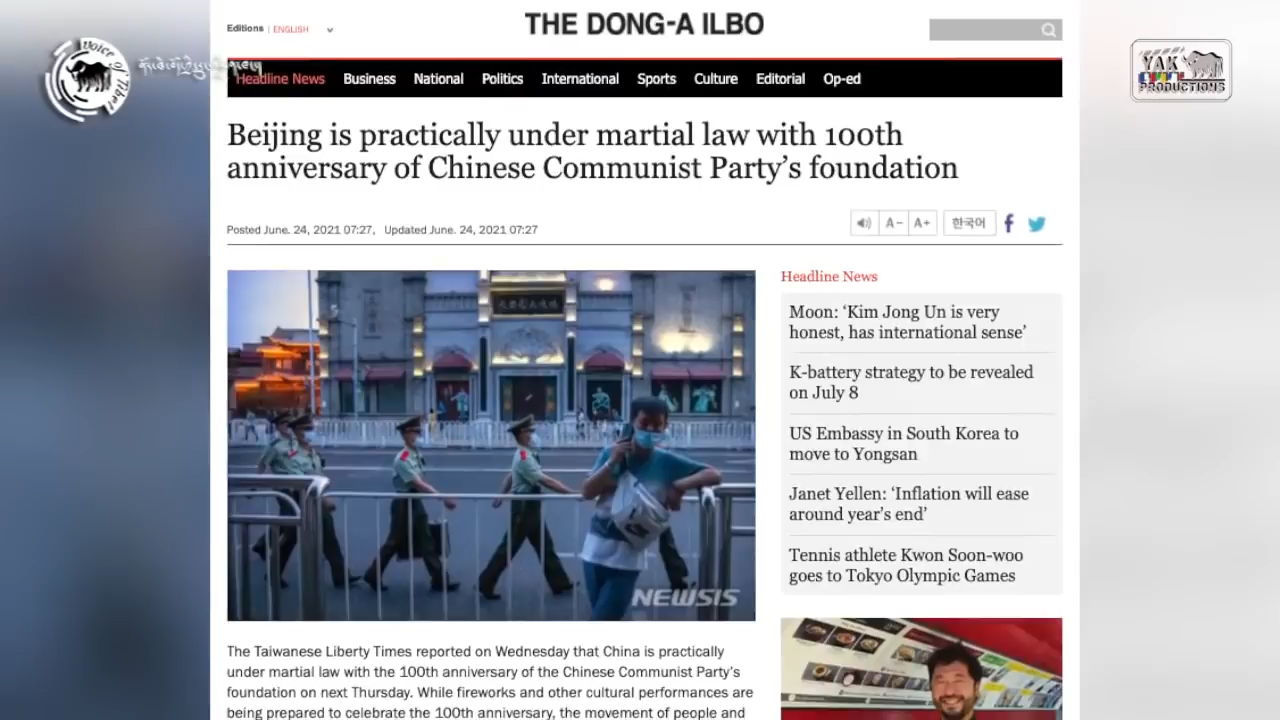 Editions | ENGLISH
THE DONG-A ILBO
Voice of Tibet
YAK
PRODUCTIONS
Headline News Business National Politics International Sports Culture Editorial Op-ed
Beijing is practically under martial law with 100th
anniversary of Chinese Communist Party’s foundation
Posted June. 24, 2021 07:27, Updated June. 24, 2021 07:27
A- A+ 한국어
NEWSIS
The Taiwanese Liberty Times reported on Wednesday that China is practically
under martial law with the 100th anniversary of the Chinese Communist Party’s
foundation on next Thursday. While fireworks and other cultural performances are
being prepared to celebrate the 100th anniversary, the movement of people and
Headline News
Moon: ‘Kim Jong Un is very
honest, has international sense’
K-battery strategy to be revealed
on July 8
US Embassy in South Korea to
move to Yongsan
Janet Yellen: ‘Inflation will ease
around year’s end’
Tennis athlete Kwon Soon-woo
goes to Tokyo Olympic Games